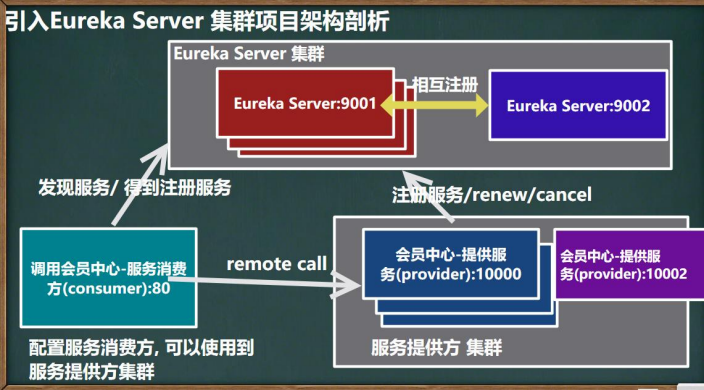 引入Eureka Server 集群项目架构剖析
Eureka Server 集群
相互注册
Eureka Server:9001
Eureka Server:9002
发现服务/ 得到注册服务
注册服务/renew/cancel
调用会员中心-服务消费
方(consumer):80
remote call
会员中心-提供服
务(provider):10000
会员中心-提供服
务(provider):10002
配置服务消费方, 可以使用到
服务提供方集群
服务提供方 集群